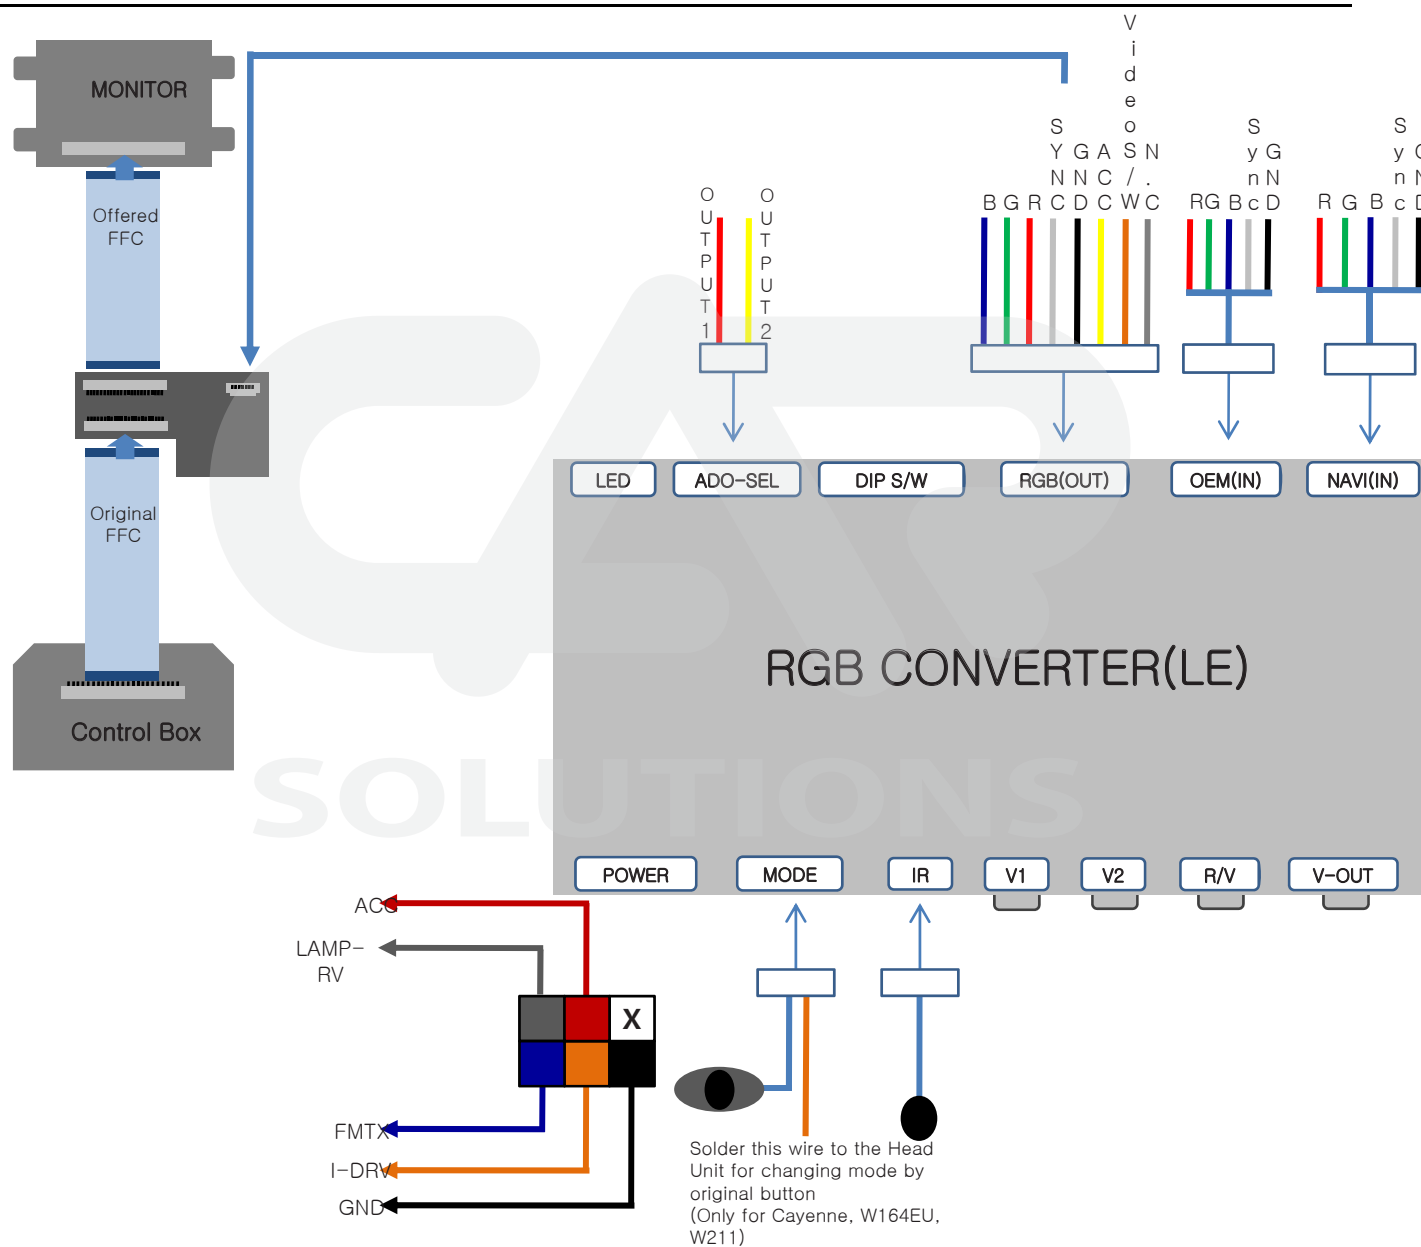 MONITOR
Offered
FFC
Original
FFC
Control Box
OUTPUT1
OUTPUT2
B
G
R
SYNC
GND
ACC
Video S/W
N.C
R
G
B
Sync
GND
R
G
B
Sync
GND
LED
ADO-SEL
DIP S/W
RGB(OUT)
OEM(IN)
NAVI(IN)
RGB CONVERTER(LE)
CAR
SOLUTIONS
POWER
MODE
IR
V1
V2
R/V
V-OUT
ACC
LAMP-
RV
X
FMTX
I-DRV
GND
Solder this wire to the Head
Unit for changing mode by
original button
(Only for Cayenne, W164EU,
W211)